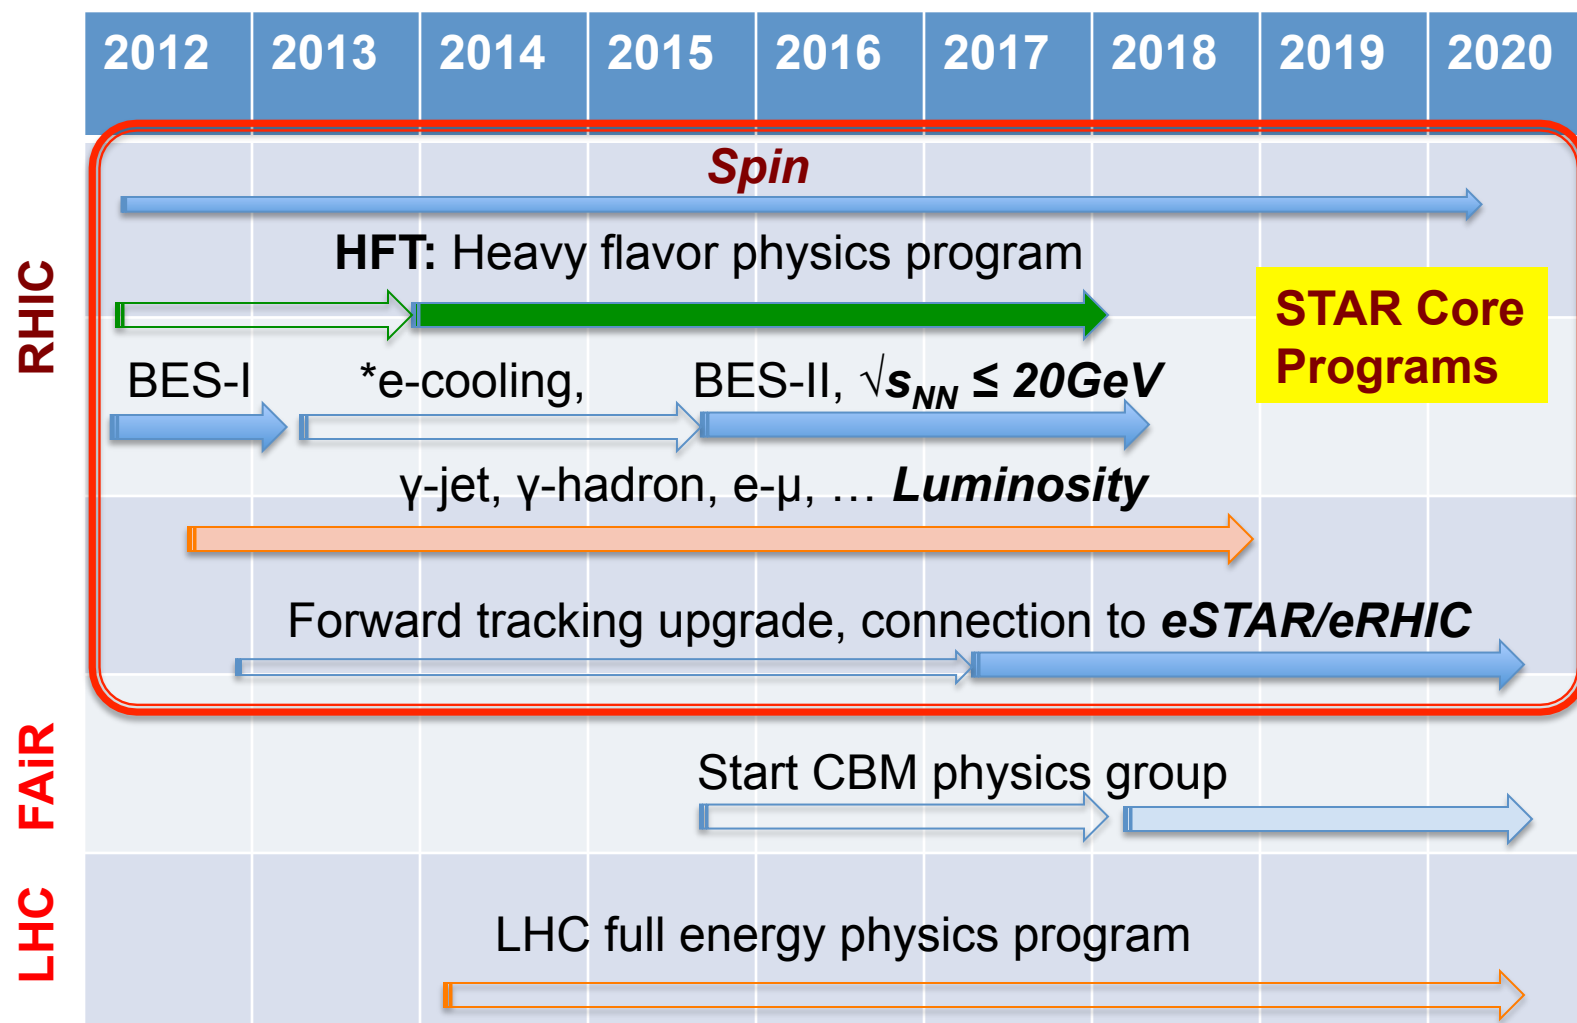 2012 2013 2014 2015 2016 2017 2018 2019 2020
RHIC
Spin
HFT: Heavy flavor physics program
STAR Core
Programs
BES-I *e-cooling, BES-II, √sNN ≤ 20GeV
γ-jet, γ-hadron, e-μ, … Luminosity
Forward tracking upgrade, connection to eSTAR/eRHIC
FAiR
Start CBM physics group
LHC
LHC full energy physics program